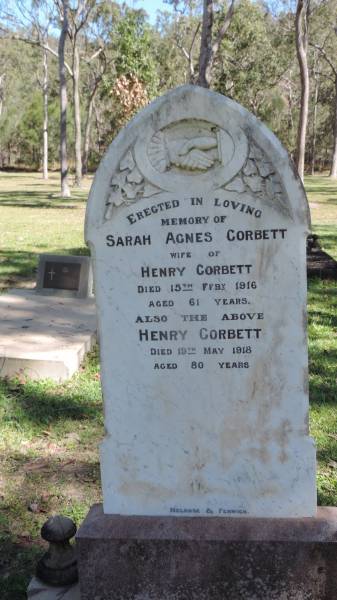 Erected in Loving
Memory of
Sarah Agnes Corbett
Wife of
Henry Corbett
Died 15th Feby 1916
Aged 61 Years.
Also the Above
Henry Corbett
Died 19th May 1918
Aged 80 Years
Melrose & Fenwick